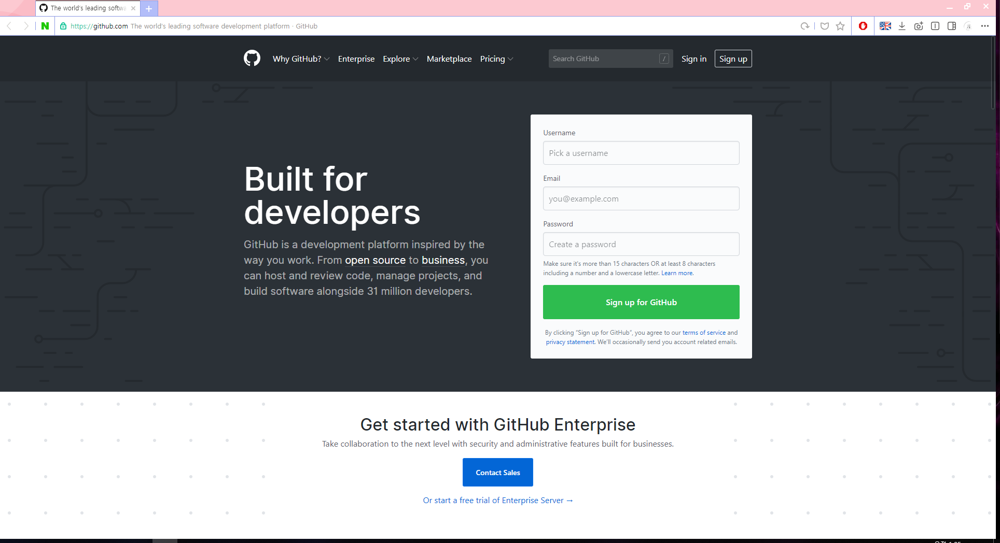 The world's leading softwa
https://github.com The world's leading software development platform · GitHub
Why GitHub? Enterprise Explore Marketplace Pricing
Search GitHub /
Sign in
Sign up
Built for
developers
GitHub is a development platform inspired by the
way you work. From open source to business, you
can host and review code, manage projects, and
build software alongside 31 million developers.
Username
Pick a username
Email
you@example.com
Password
Create a password
Make sure it's more than 15 characters OR at least 8 characters
including a number and a lowercase letter. Learn more.
Sign up for GitHub
By clicking “Sign up for GitHub”, you agree to our terms of service and
privacy statement. We’ll occasionally send you account related emails.
Get started with GitHub Enterprise
Take collaboration to the next level with security and administrative features built for businesses.
Contact Sales
Or start a free trial of Enterprise Server →